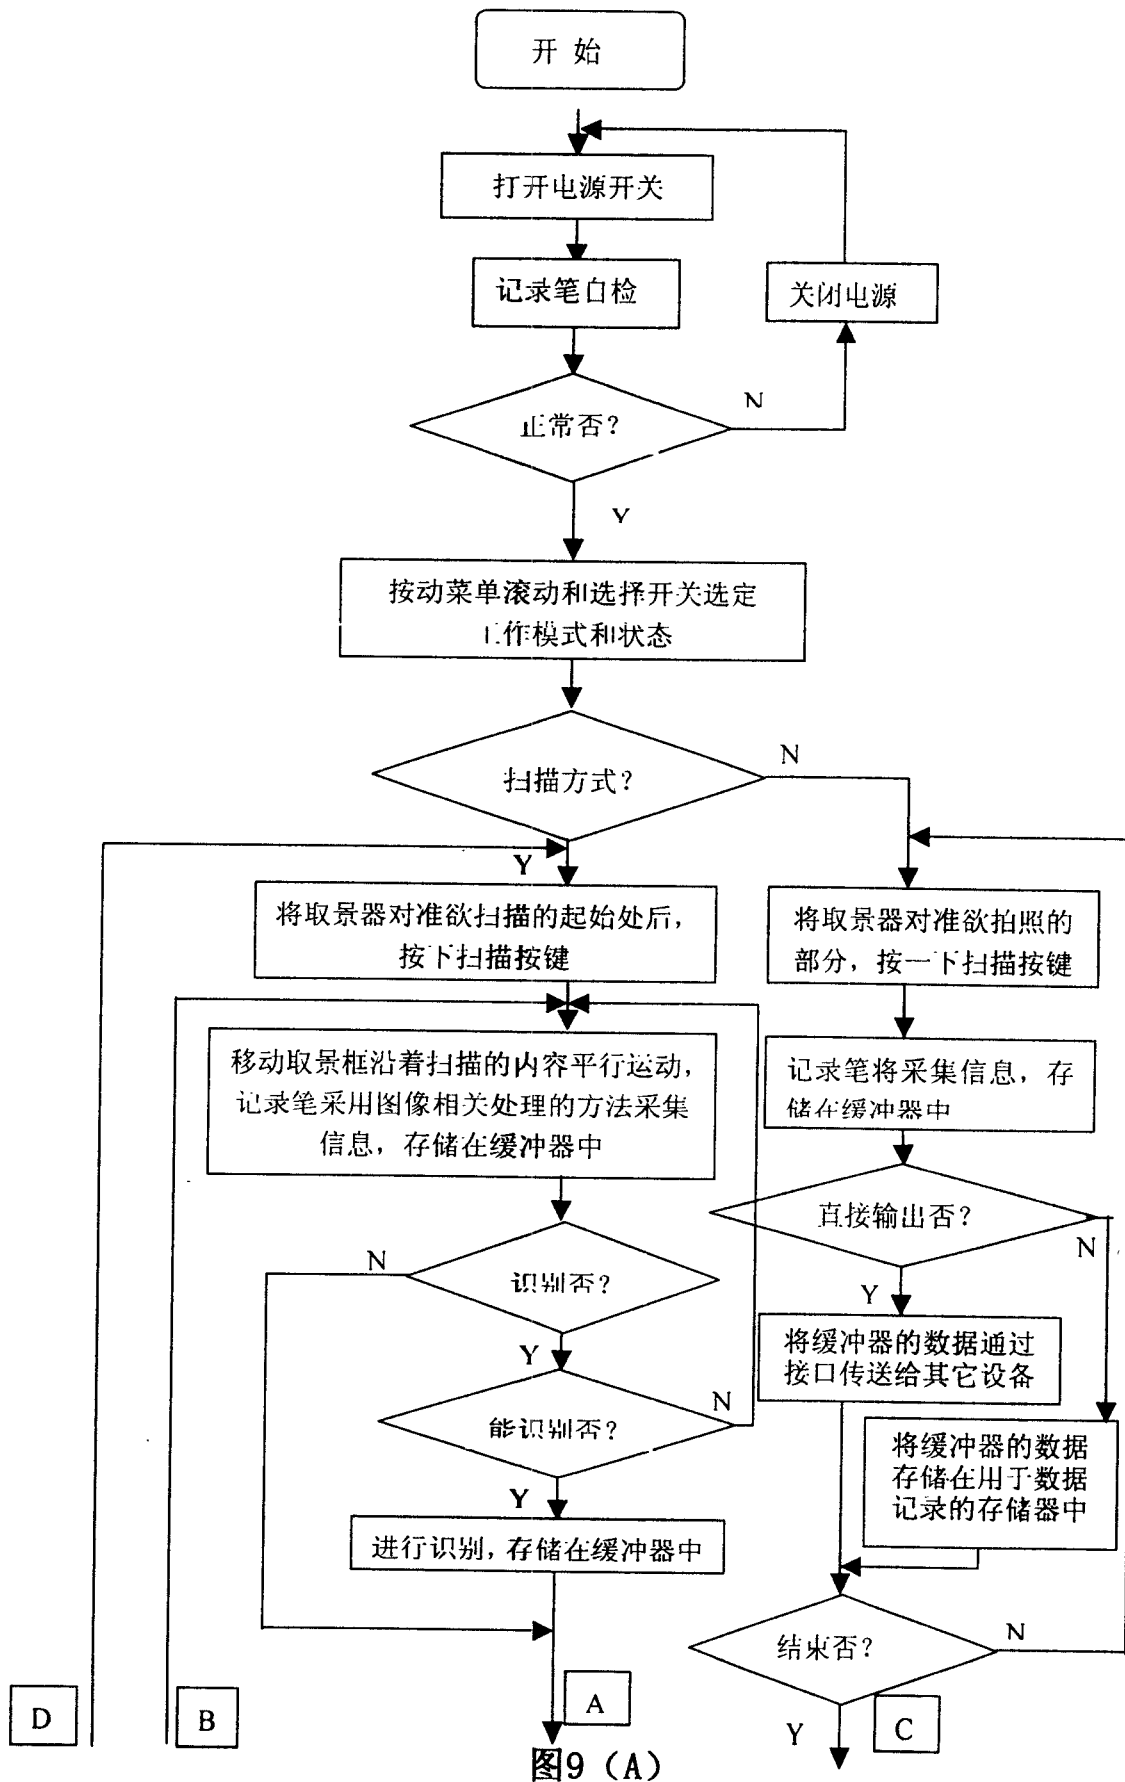 开 始
打开电源开关
记录笔自检
关闭电源
正常否?
N
Y
按动菜单滚动和选择开关选定
工作模式和状态
扫描方式?
N
Y
将取景器对准欲扫描的起始处后,
按下扫描按键
将取景器对准欲拍照的
部分，按一下扫描按键
移动取景框沿着扫描的内容平行运动,
记录笔采用图像相关处理的方法采集
信息，存储在缓冲器中
记录笔将采集信息，存
储在缓冲器中
直接输出否?
N
Y
识别否?
N
Y
将缓冲器的数据通过
接口传送给其它设备
能识别否?
N
Y
将缓冲器的数据
存储在用于数据
记录的存储器中
进行识别,存储在缓冲器中
结束否?
N
Y
D
B
A
C
图9（A）